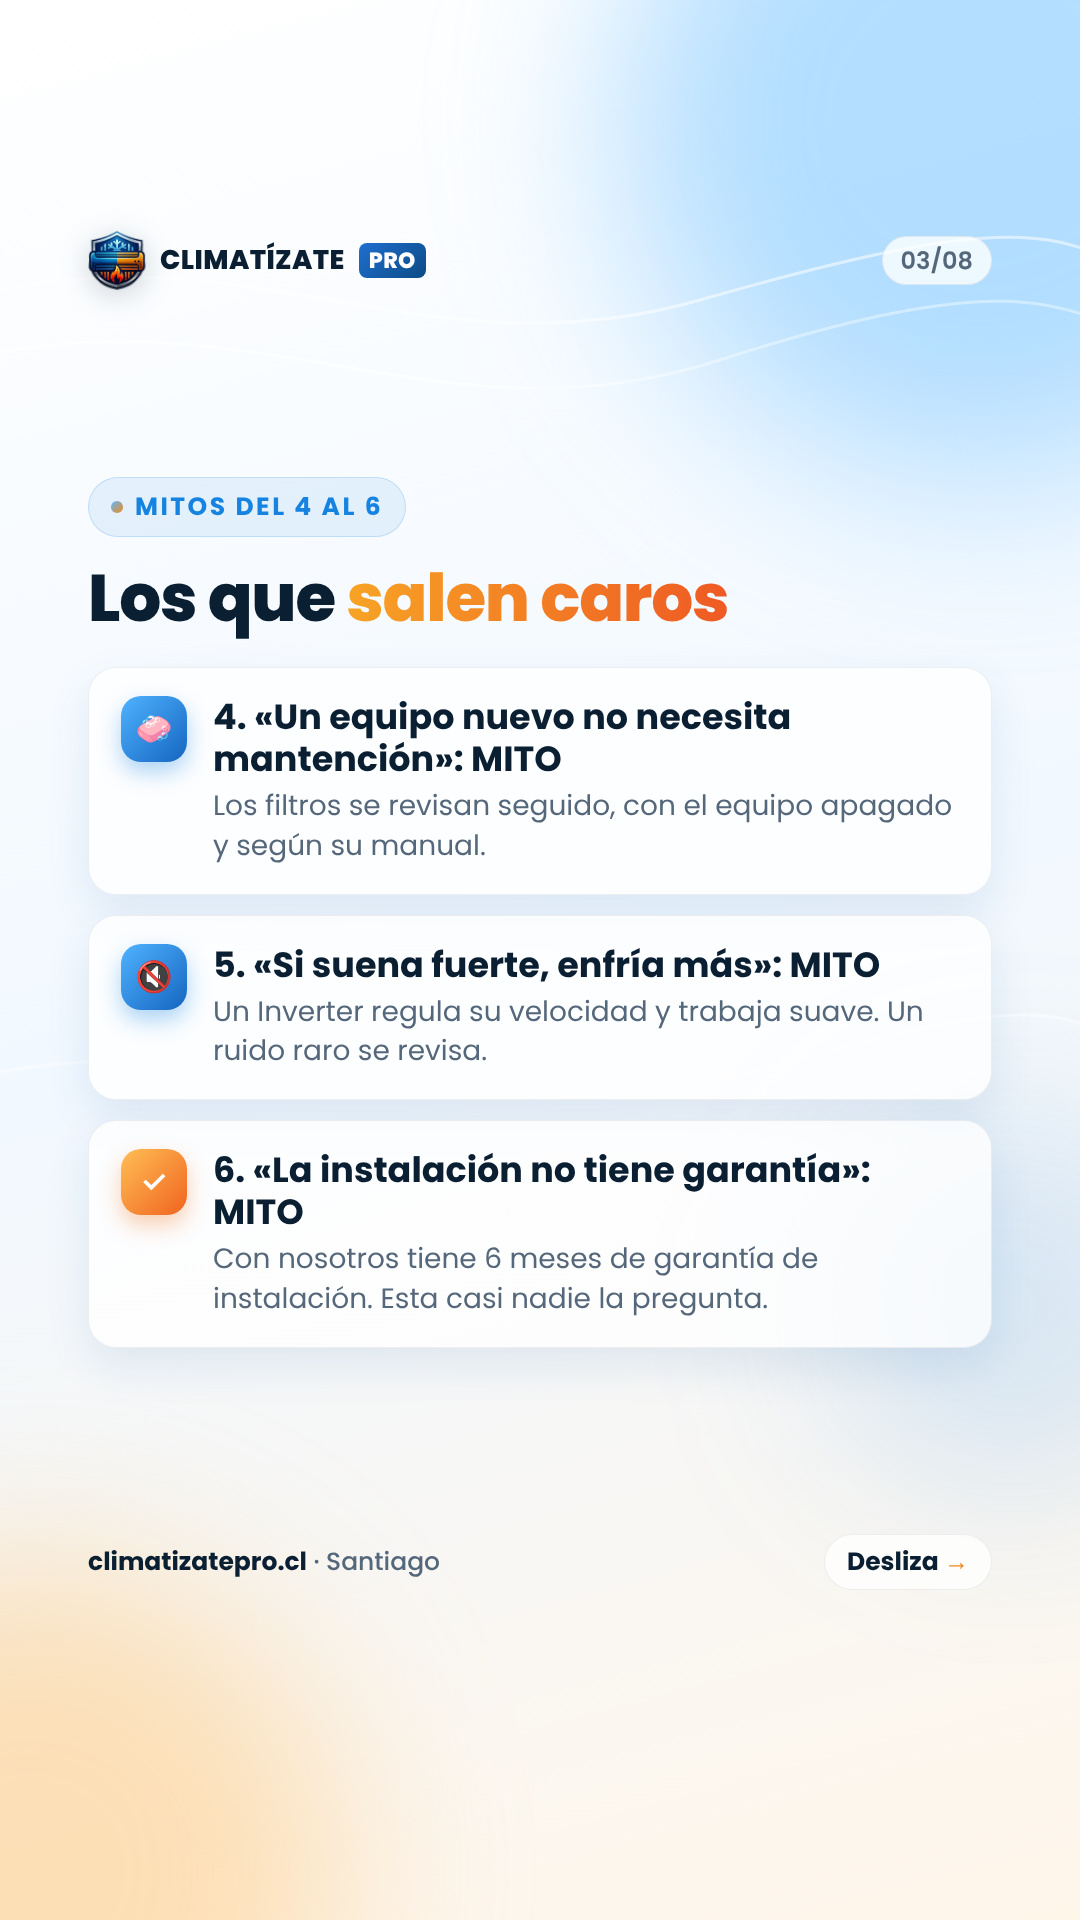 CLIMATÍZATE PRO
03/08
MITOS DEL 4 AL 6
Los que salen caros
4. «Un equipo nuevo no necesita
mantención»: MITO
Los filtros se revisan seguido, con el equipo apagado
y según su manual.
5. «Si suena fuerte, enfría más»: MITO
Un Inverter regula su velocidad y trabaja suave. Un
ruido raro se revisa.
6. «La instalación no tiene garantía»:
MITO
Con nosotros tiene 6 meses de garantía de
instalación. Esta casi nadie la pregunta.
climatizatepro.cl · Santiago
Desliza →